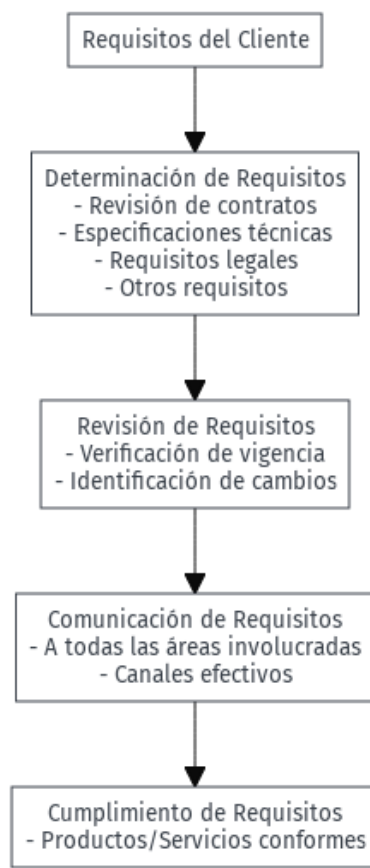 Requisitos del Cliente
Determinación de Requisitos
- Revisión de contratos
- Especificaciones técnicas
- Requisitos legales
- Otros requisitos
Revisión de Requisitos
- Verificación de vigencia
- Identificación de cambios
Comunicación de Requisitos
- A todas las áreas involucradas
- Canales efectivos
Cumplimiento de Requisitos
- Productos/Servicios conformes